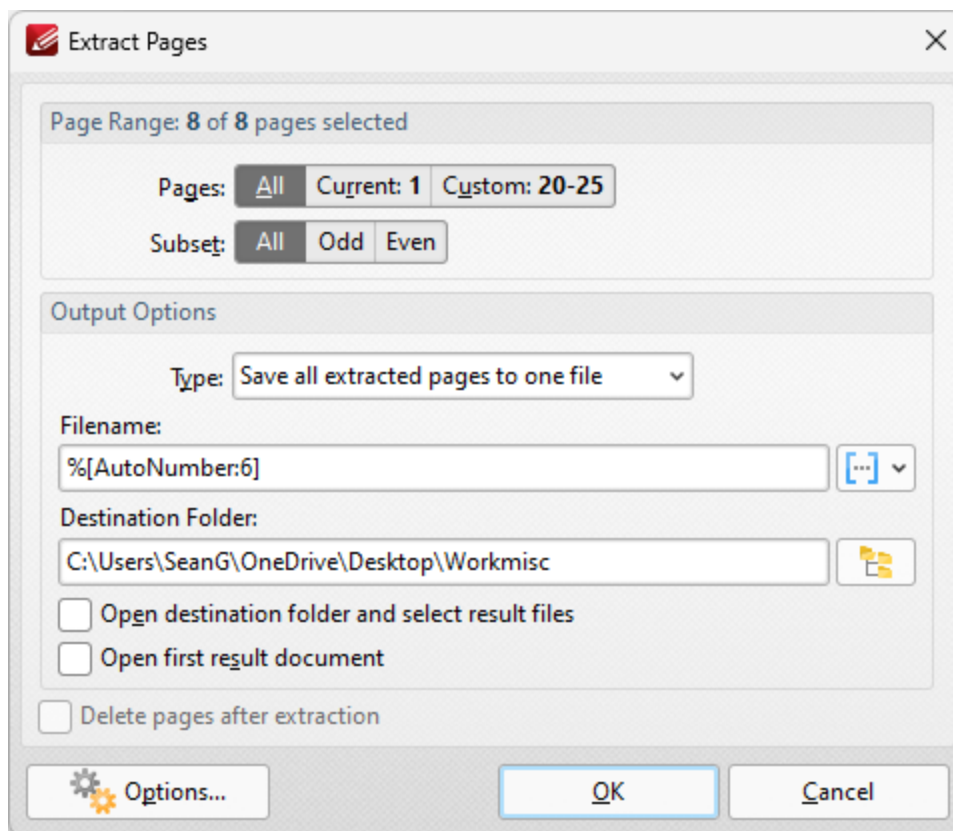 Extract Pages
Page Range: 8 of 8 pages selected
Pages: All Current: 1 Custom: 20-25
Subset: All Odd Even
Output Options
Type: Save all extracted pages to one file
Filename:
%[AutoNumber:6]
Destination Folder:
C:\Users\SeanG\OneDrive\Desktop\Workmisc
Open destination folder and select result files
Open first result document
Delete pages after extraction
Options... OK Cancel